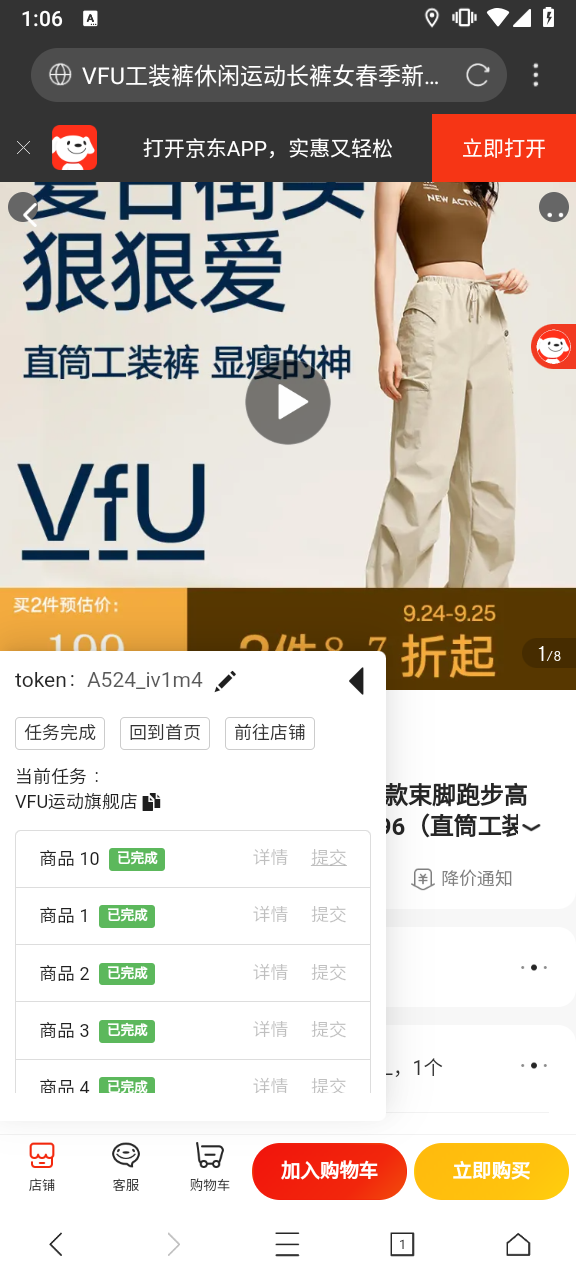 1:06
A
VFU工装裤休闲运动长裤女春季新...
打开京东APP，实惠又轻松
立即打开
夏日街头
NEW ACTIVE
狠狠爱
直筒工装裤 显瘦的神
VfU
买2件预估价：
9.24-9.25
199
2件8.7折起
1/8
token： A524_iv1m4
任务完成
回到首页
前往店铺
当前任务：
VFU运动旗舰店
款束脚跑步高
96（直筒工装
降价通知
商品 10 已完成 详情 提交
商品 1 已完成 详情 提交
商品 2 已完成 详情 提交
商品 3 已完成 详情 提交
商品 4 已完成 详情 提交
，1个
店铺
客服
购物车
加入购物车
立即购买
1